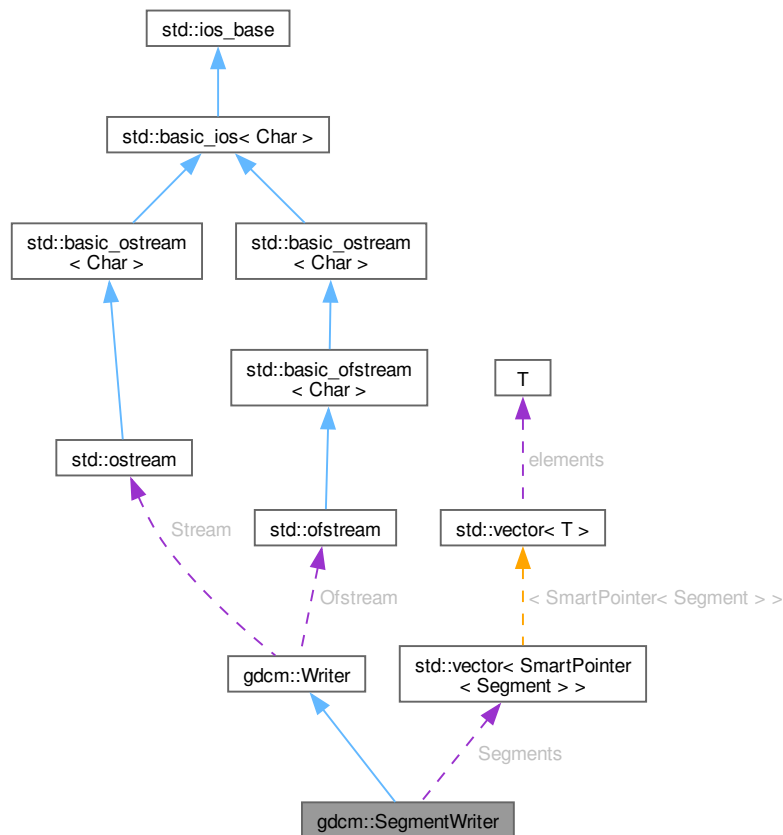 std::ios_base
std::basic_ios< Char >
std::basic_ostream
< Char >
std::basic_ostream
< Char >
std::basic_ofstream
< Char >
T
std::ostream
elements
std::ofstream
std::vector< T >
Stream
Ofstream
< SmartPointer< Segment > >
gdcm::Writer
std::vector< SmartPointer
< Segment > >
Segments
gdcm::SegmentWriter